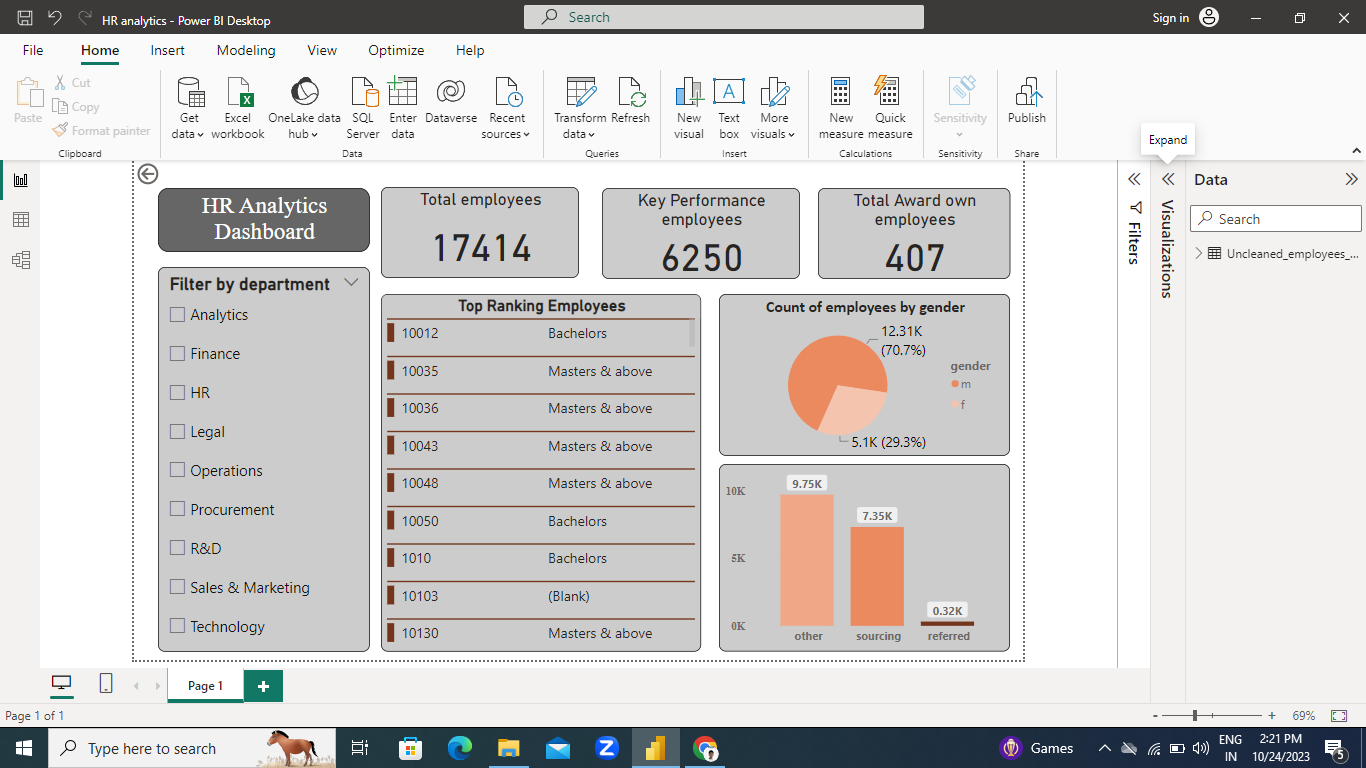 HR analytics - Power BI Desktop
Search
Sign in
File
Home
Insert
Modeling
View
Optimize
Help
Paste
Cut
Copy
Format painter
Clipboard
Get data
Excel workbook
OneLake data hub
SQL Server
Enter data
Dataverse
Recent sources
Data
Transform data
Refresh
Queries
New visual
Text box
More visuals
Insert
New measure
Quick measure
Calculations
Sensitivity
Sensitivity
Publish
Share
Expand
HR Analytics
Dashboard
Total employees
17414
Key Performance
employees
6250
Total Award own
employees
407
Filter by department
Analytics
Finance
HR
Legal
Operations
Procurement
R&D
Sales & Marketing
Technology
Top Ranking Employees
10012 Bachelors
10035 Masters & above
10036 Masters & above
10043 Masters & above
10048 Masters & above
10050 Bachelors
1010 Bachelors
10103 (Blank)
10130 Masters & above
Count of employees by gender
12.31K
(70.7%)
5.1K (29.3%)
gender
m
f
10K
5K
0K
9.75K
7.35K
0.32K
other
sourcing
referred
Filters
Visualizations
Data
Search
Uncleaned_employees_...
Page 1
Page 1 of 1
69%
Type here to search
Games
ENG
IN
2:21 PM
10/24/2023
5